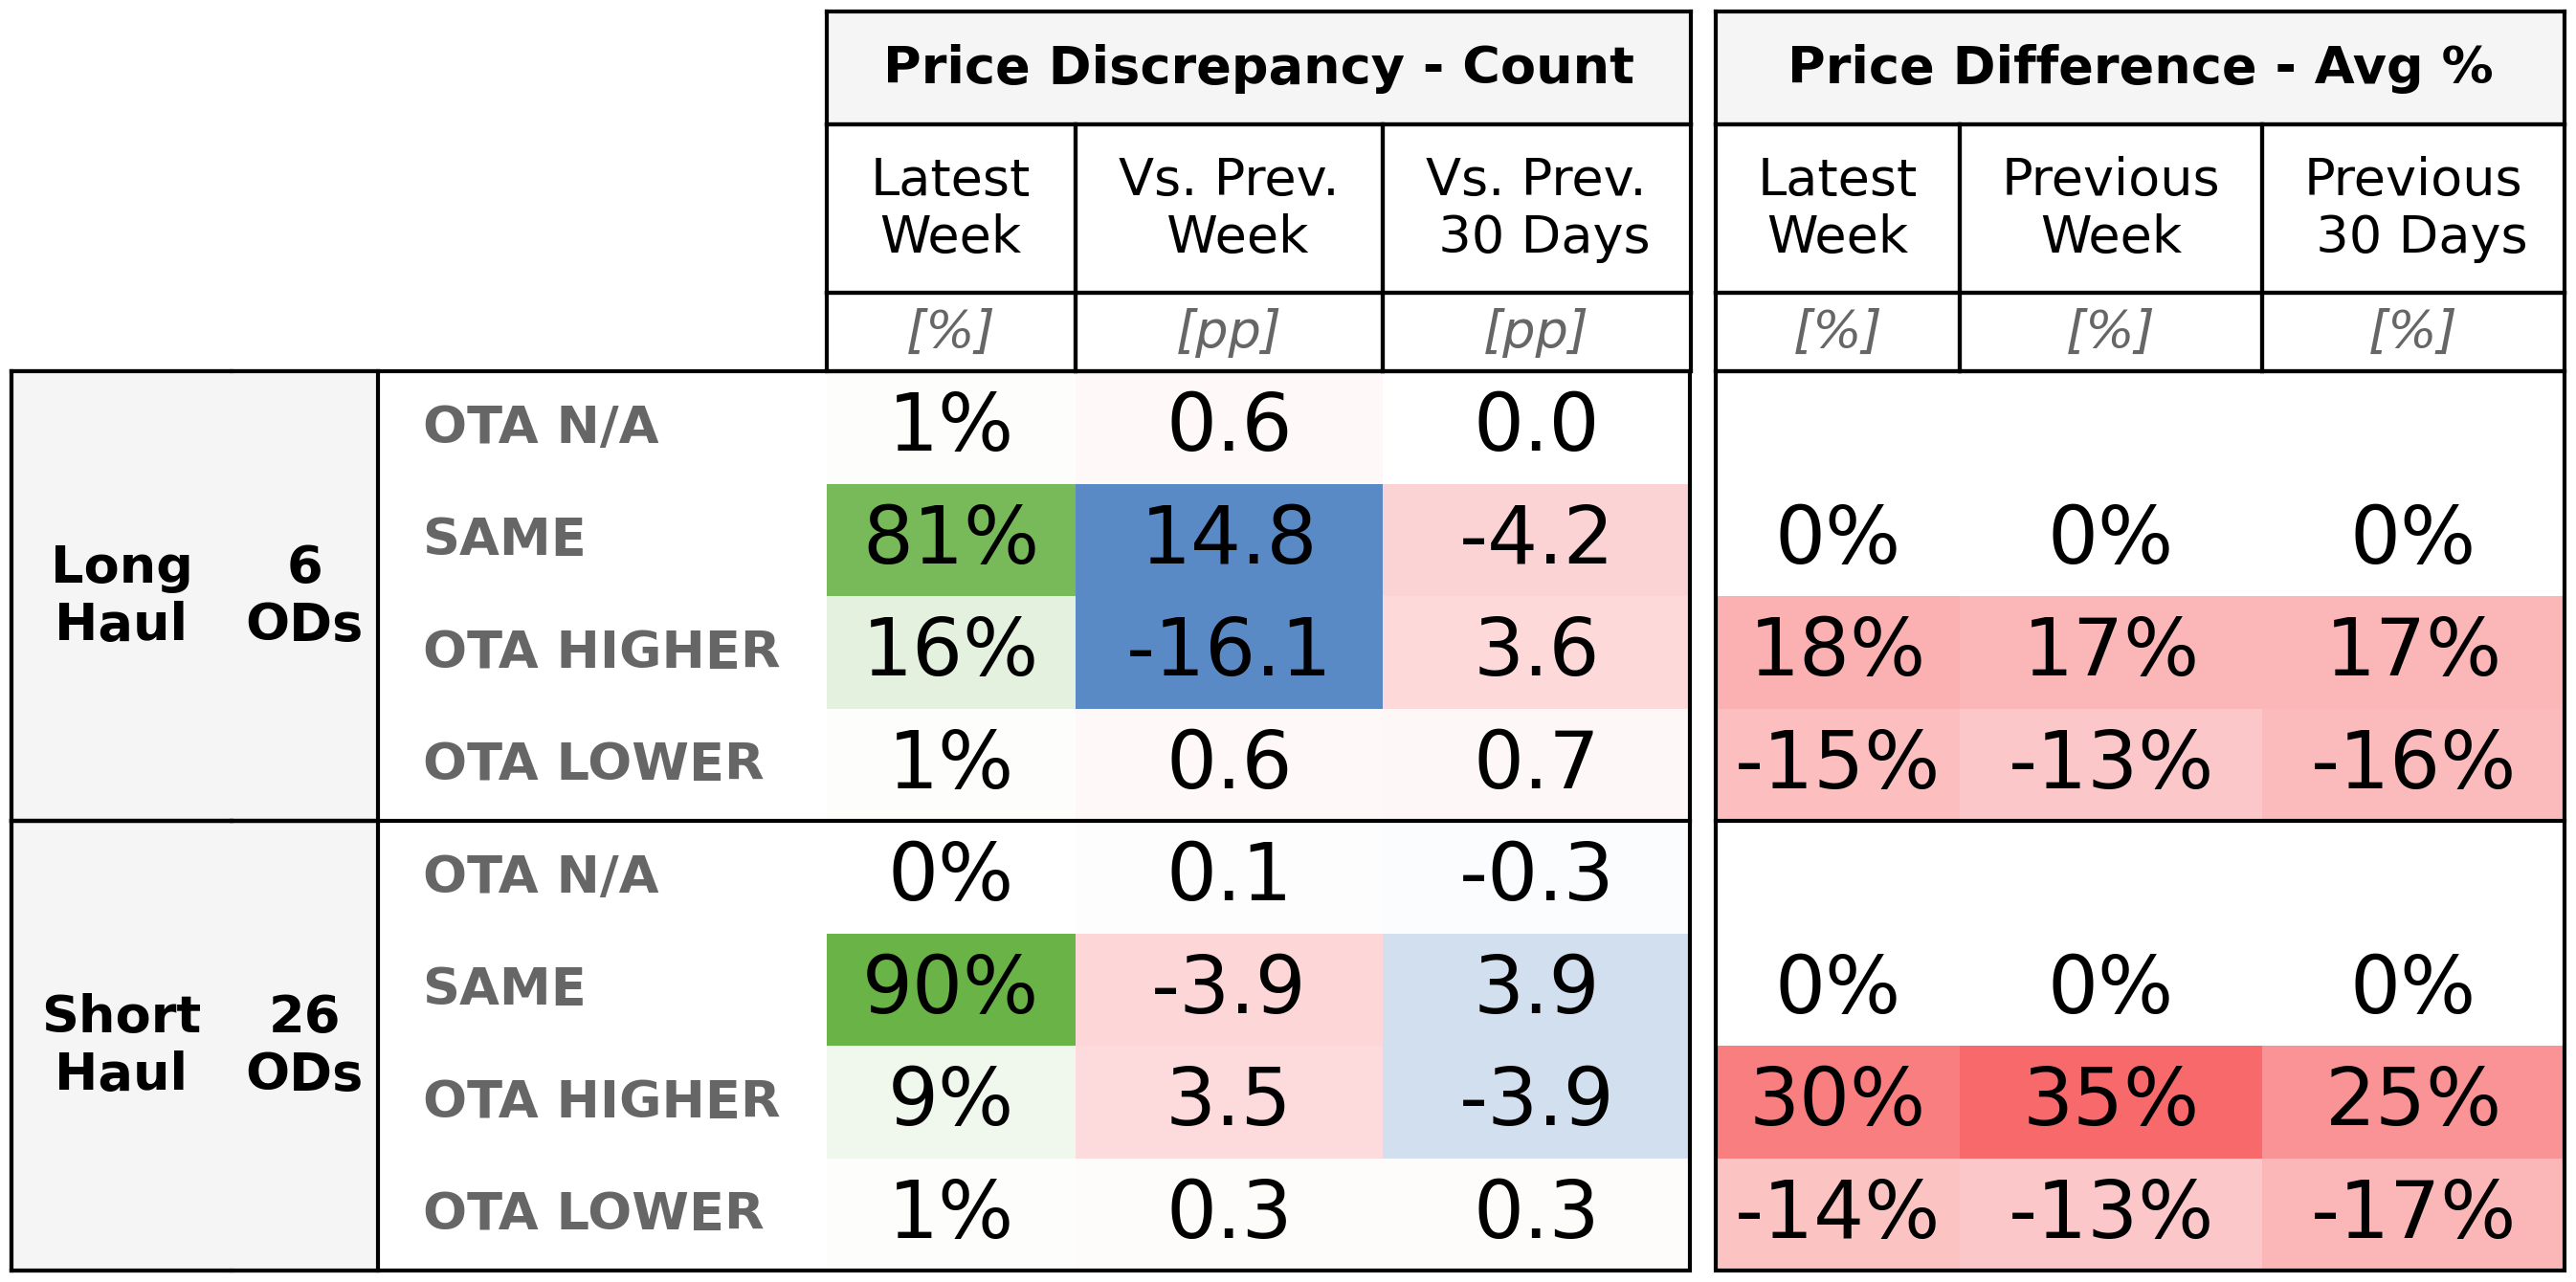 Price Discrepancy - Count Price Difference - Avg %
Latest Week Vs. Prev. Week Vs. Prev. 30 Days Latest Week Previous Week Previous 30 Days
[%] [pp] [pp] [%] [%] [%]
Long Haul 6 ODs
OTA N/A 1% 0.6 0.0
SAME 81% 14.8 -4.2 0% 0% 0%
OTA HIGHER 16% -16.1 3.6 18% 17% 17%
OTA LOWER 1% 0.6 0.7 -15% -13% -16%
Short Haul 26 ODs
OTA N/A 0% 0.1 -0.3
SAME 90% -3.9 3.9 0% 0% 0%
OTA HIGHER 9% 3.5 -3.9 30% 35% 25%
OTA LOWER 1% 0.3 0.3 -14% -13% -17%